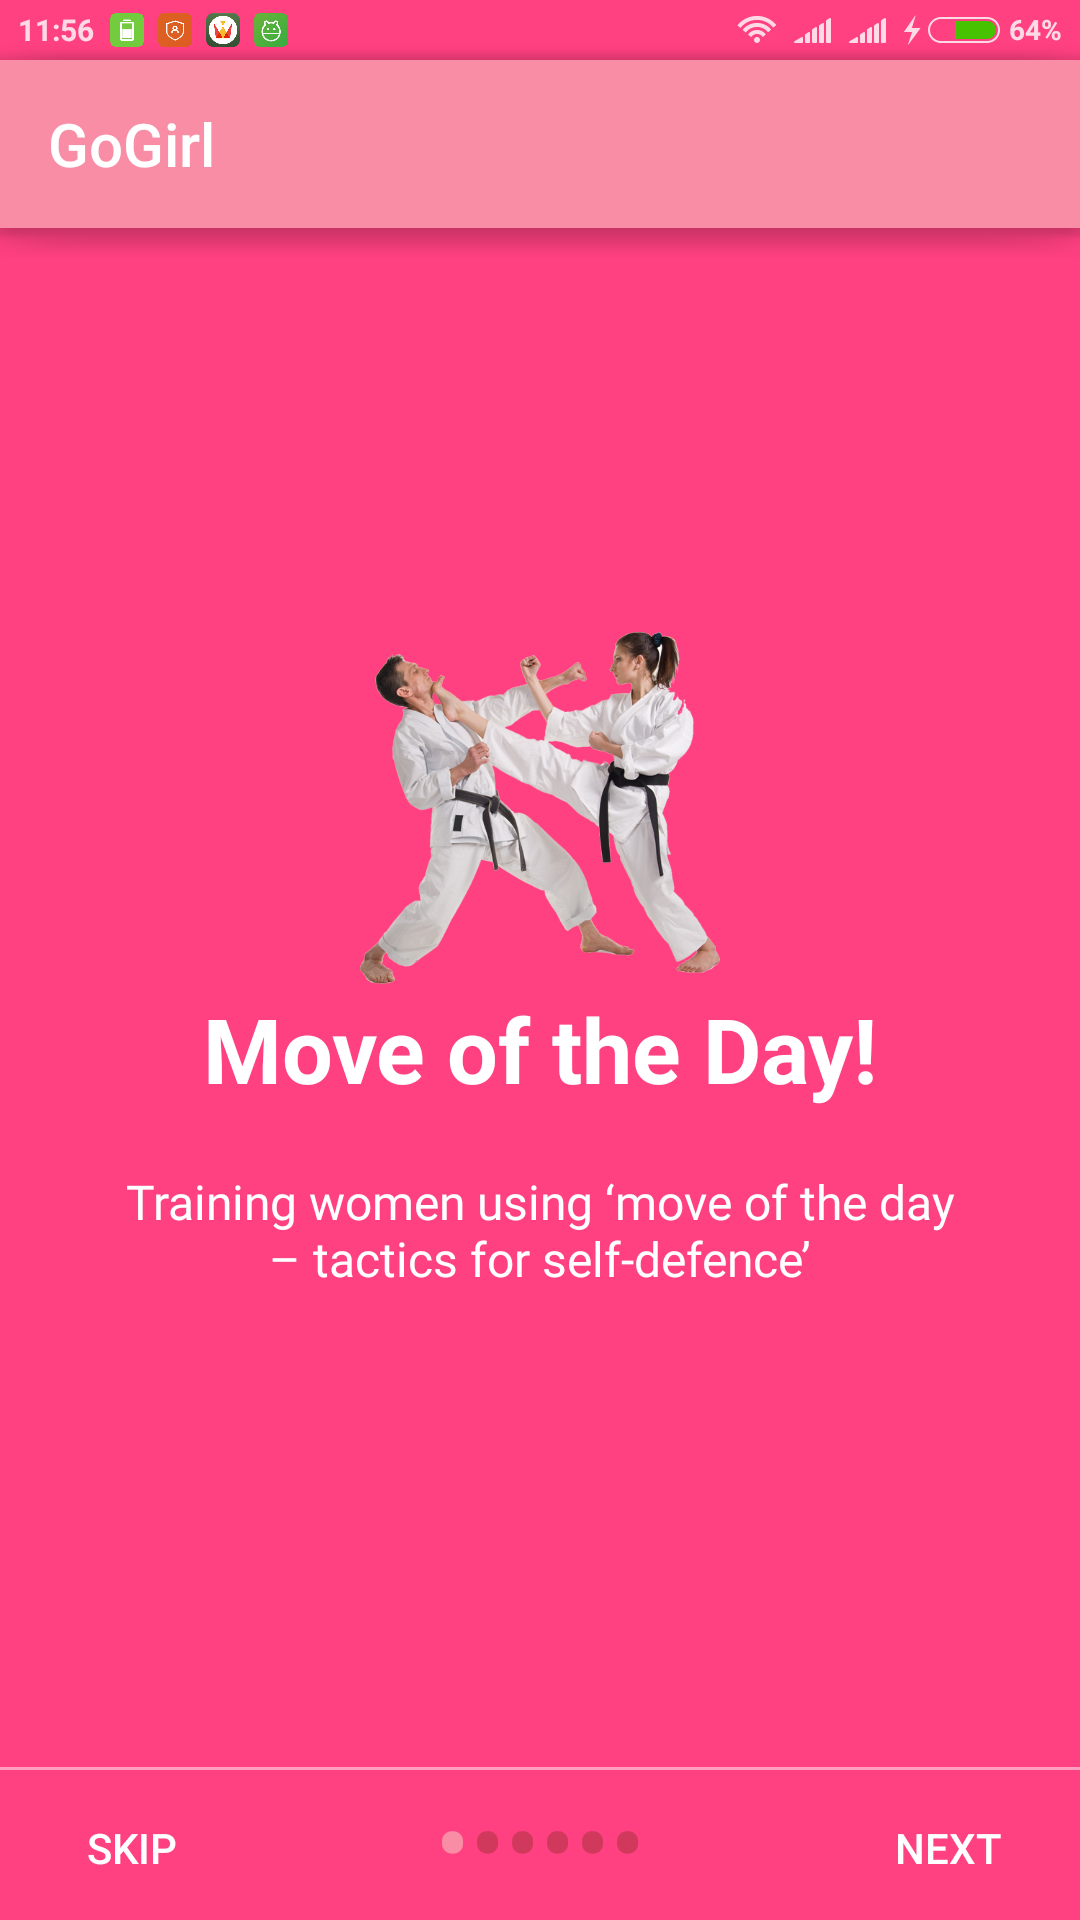 11:56
64%
GoGirl
Move of the Day!
Training women using ‘move of the day
– tactics for self-defence’
SKIP
NEXT